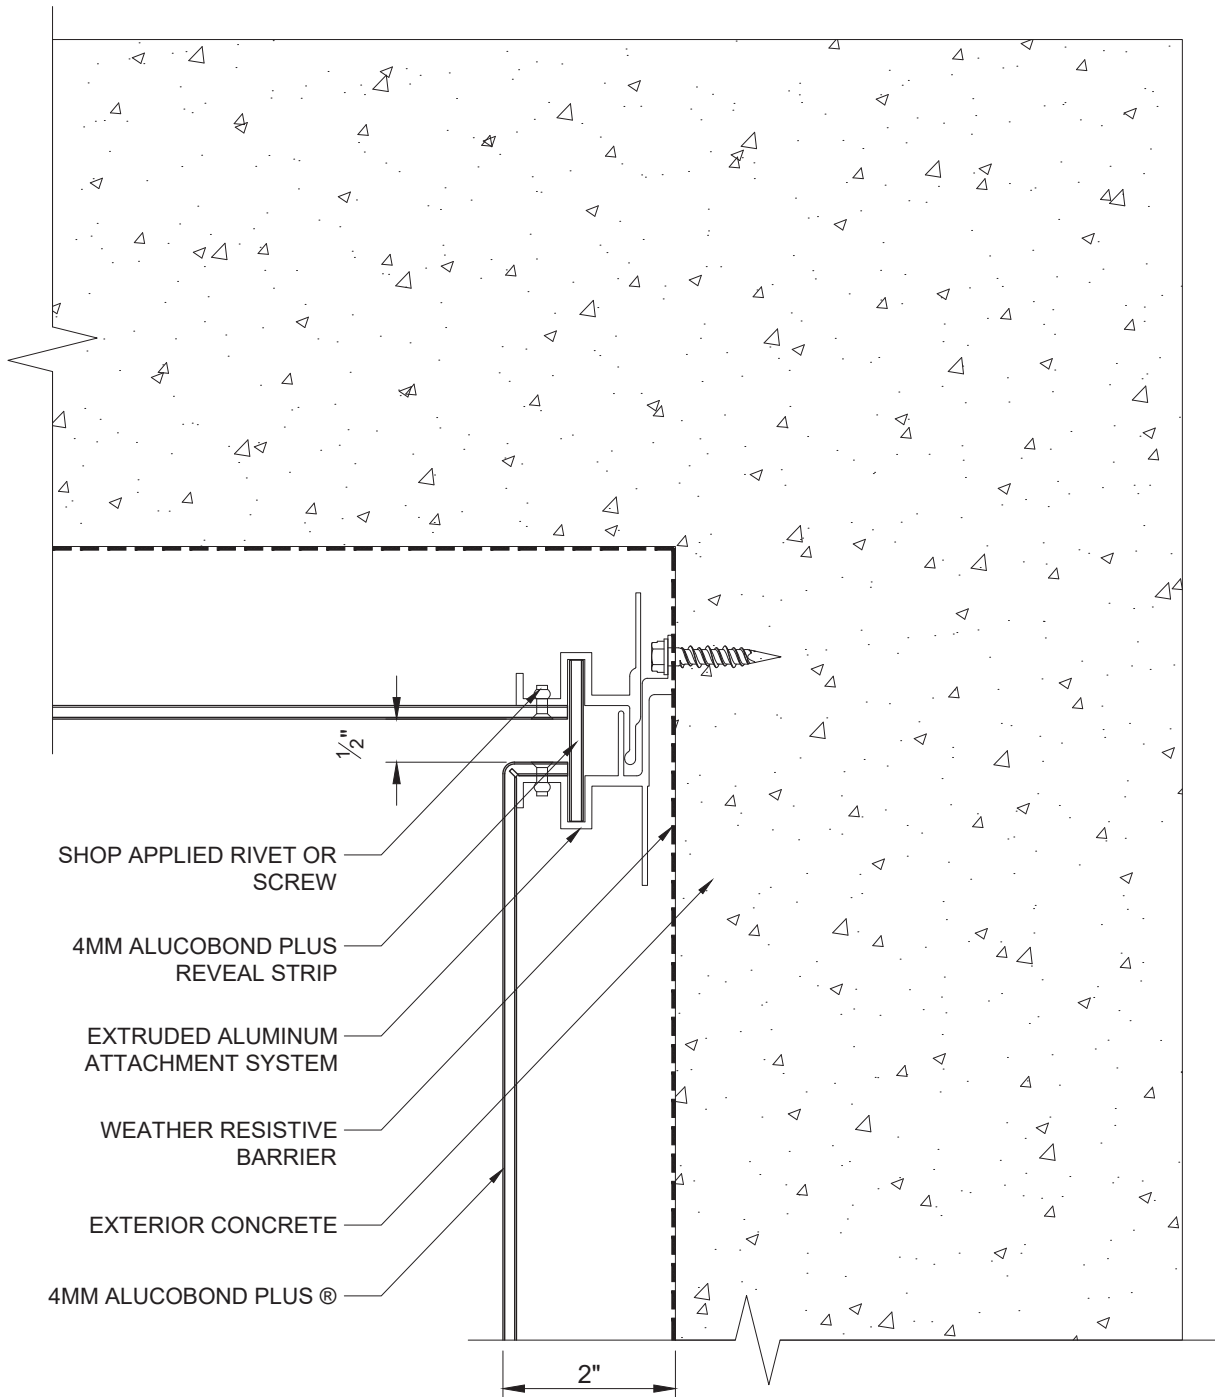 ½"
SHOP APPLIED RIVET OR
SCREW
4MM ALUCOBOND PLUS
REVEAL STRIP
EXTRUDED ALUMINUM
ATTACHMENT SYSTEM
WEATHER RESISTIVE
BARRIER
EXTERIOR CONCRETE
4MM ALUCOBOND PLUS ®
2"